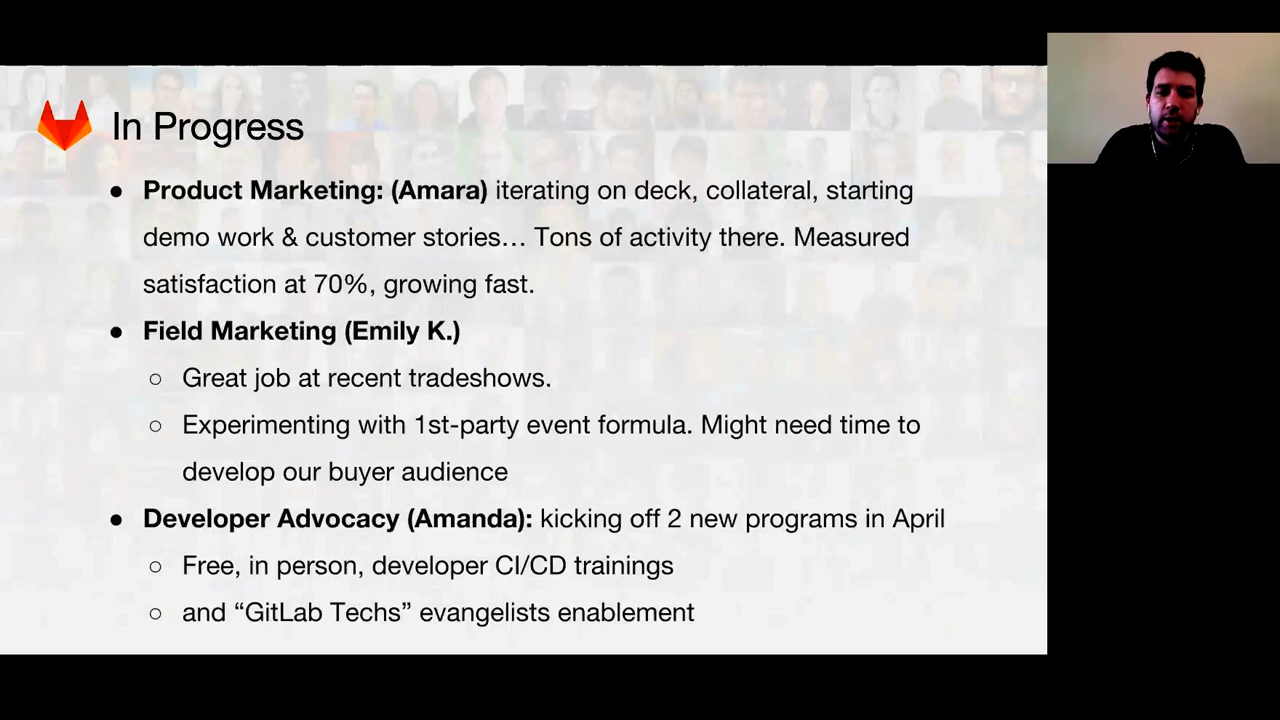 In Progress
● Product Marketing: (Amara) iterating on deck, collateral, starting
demo work & customer stories… Tons of activity there. Measured
satisfaction at 70%, growing fast.
● Field Marketing (Emily K.)
○ Great job at recent tradeshows.
○ Experimenting with 1st-party event formula. Might need time to
develop our buyer audience
● Developer Advocacy (Amanda): kicking off 2 new programs in April
○ Free, in person, developer CI/CD trainings
○ and “GitLab Techs” evangelists enablement